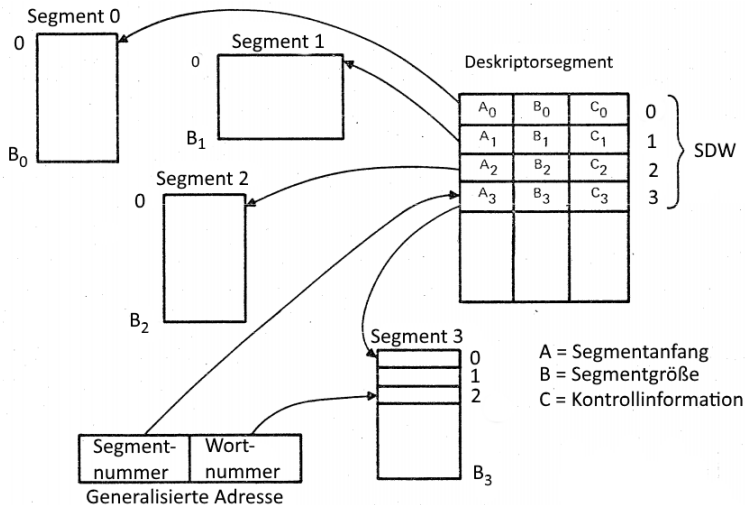 Segment 0
0
B0
Segment 1
0
B1
Segment 2
0
B2
Deskriptorsegment
A0 B0 C0 0
A1 B1 C1 1
A2 B2 C2 2
A3 B3 C3 3
SDW
Segment 3
0
1
2
B3
A = Segmentanfang
B = Segmentgröße
C = Kontrollinformation
Segment-
nummer
Wort-
nummer
Generalisierte Adresse